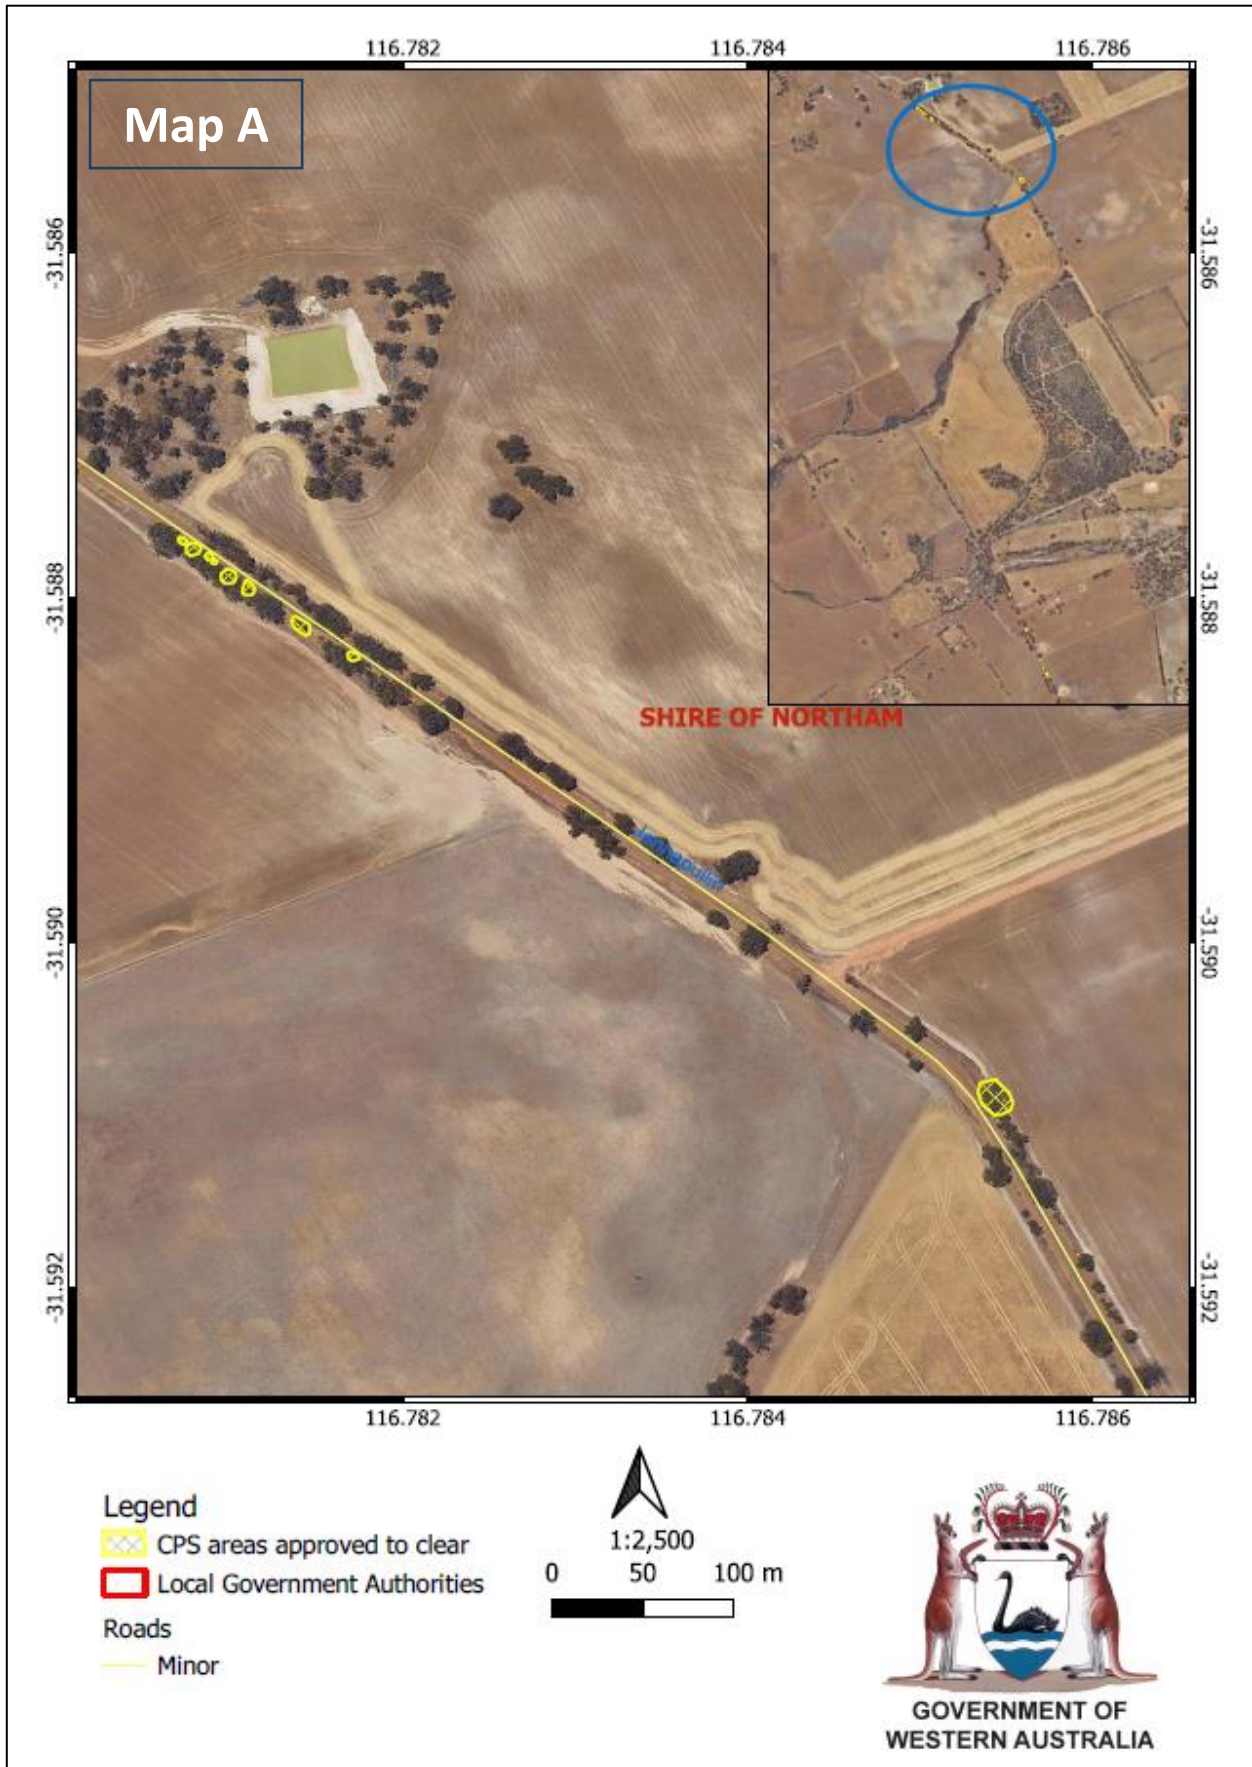 116.782
116.784
116.786
Map A
-31.586
-31.586
-31.588
-31.588
SHIRE OF NORTHAM
-31.590
-31.590
-31.592
-31.592
116.782
116.784
116.786
Legend
CPS areas approved to clear
Local Government Authorities
Roads
Minor
1:2,500
0 50 100 m
GOVERNMENT OF
WESTERN AUSTRALIA